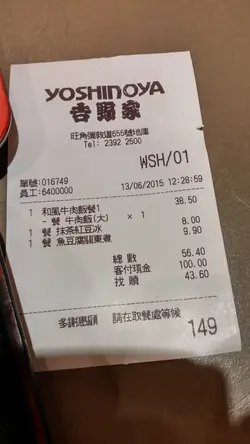 YOSHINOYA
吉野家
旺角彌敦道655號地庫
Tel: 2392 2500
WSH/01
單號:016749
員工:6400000 13/06/2015 12:28:59
1 和風牛肉飯餐1 38.50
- 餐 牛肉飯(大) × 1
1 餐 抹茶紅豆冰 8.00
1 餐 魚豆腐關東煮 9.90
總數 56.40
客付現金 100.00
找贖 43.60
多謝惠顧 請在取餐處等候 149